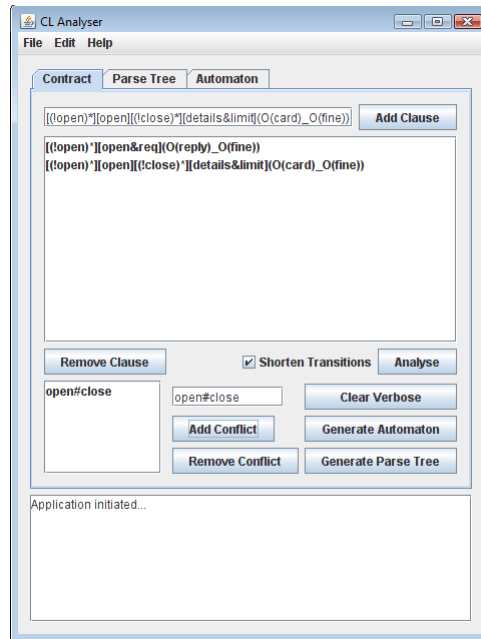 CL Analyser
File Edit Help
Contract Parse Tree Automaton
[(!open)*][open][(!close)*][details&limit](O(card)_O(fine)) Add Clause
[(!open)*][open&req](O(reply)_O(fine))
[(!open)*][open][(!close)*][details&limit](O(card)_O(fine))
Remove Clause Shorten Transitions Analyse
open#close open#close Clear Verbose
Add Conflict Generate Automaton
Remove Conflict Generate Parse Tree
Application initiated...